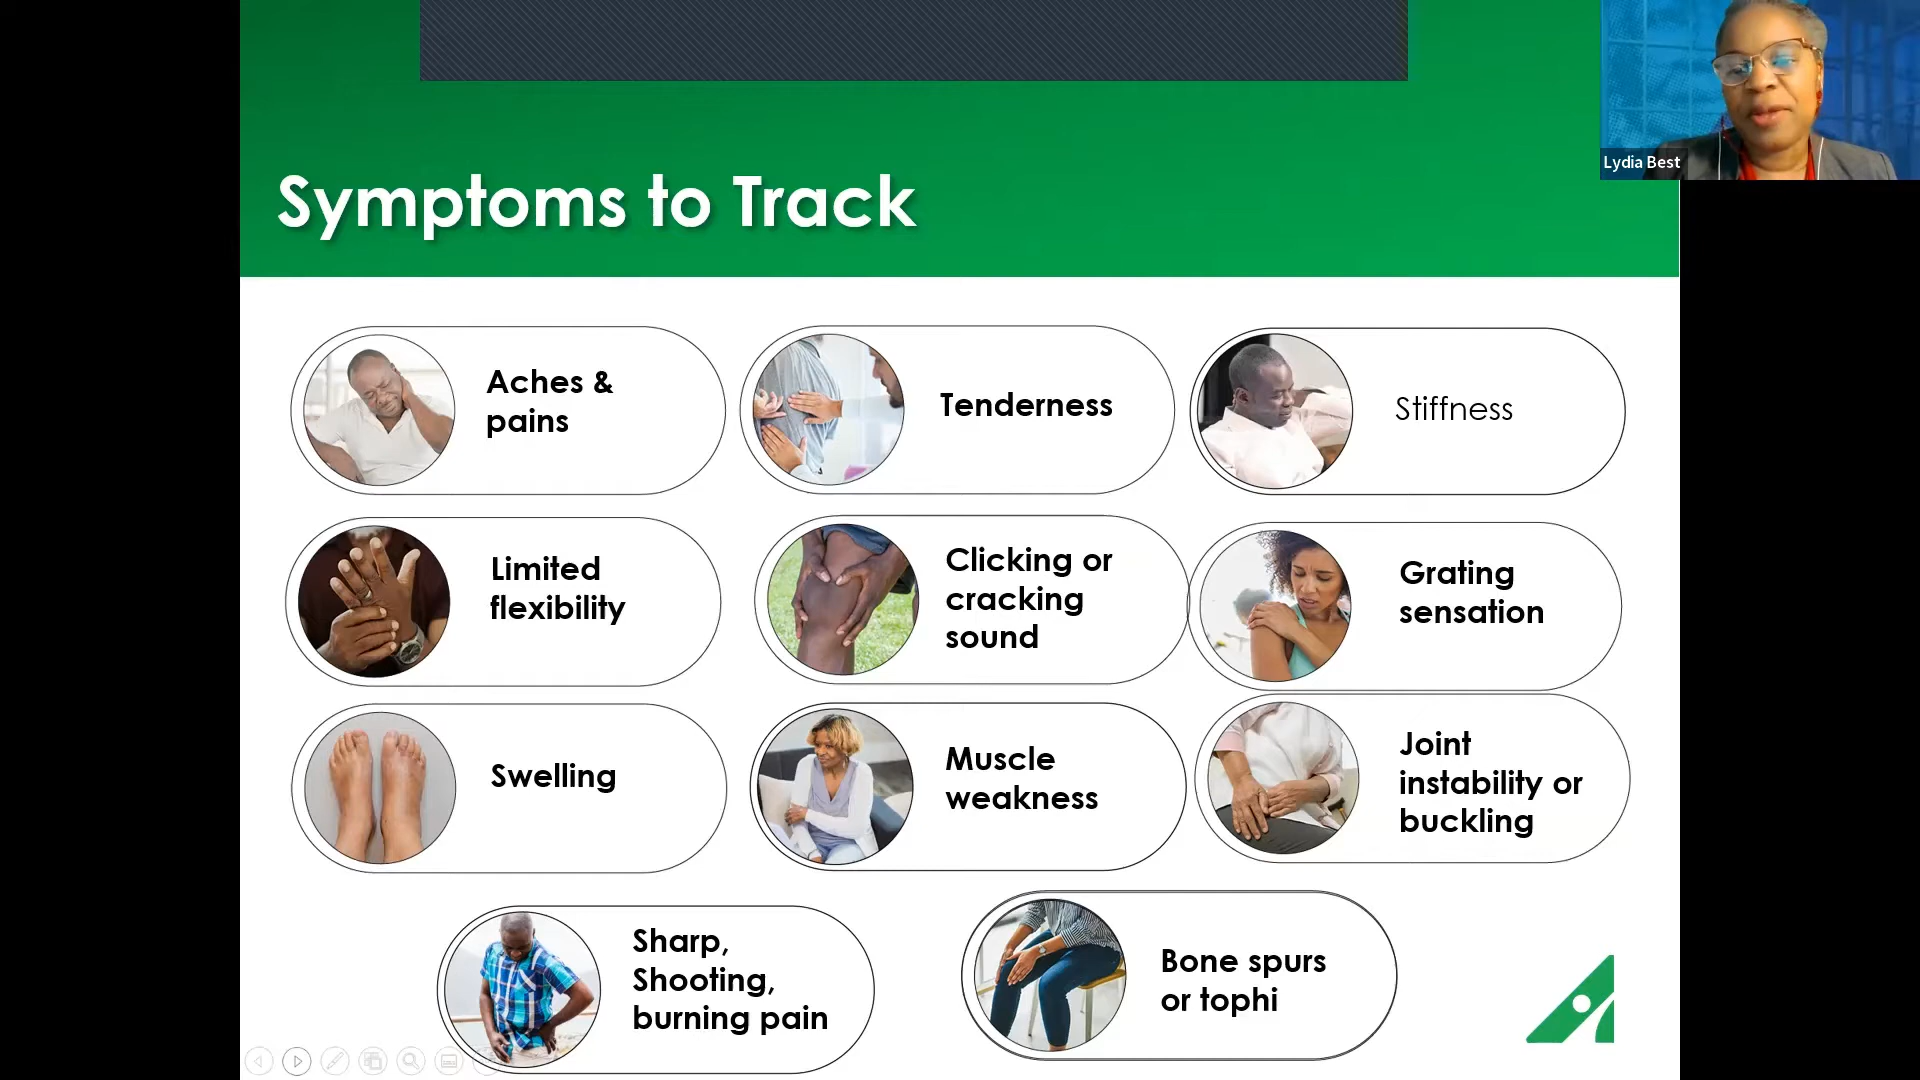 Lydia Best
Symptoms to Track
Aches &
pains
Tenderness
Stiffness
Limited
flexibility
Clicking or
cracking
sound
Grating
sensation
Swelling
Muscle
weakness
Joint
instability or
buckling
Sharp,
Shooting,
burning pain
Bone spurs
or tophi